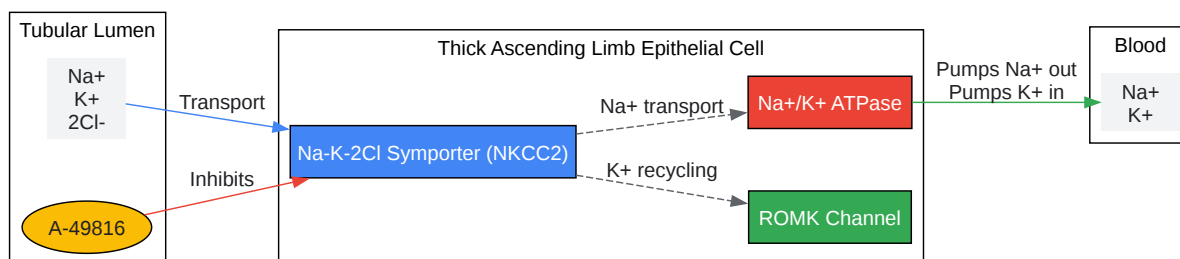 Tubular Lumen
Na+
K+
2Cl-
A-49816
Transport
Inhibits
Thick Ascending Limb Epithelial Cell
Na-K-2Cl Symporter (NKCC2)
Na+ transport
K+ recycling
Na+/K+ ATPase
ROMK Channel
Pumps Na+ out
Pumps K+ in
Blood
Na+
K+